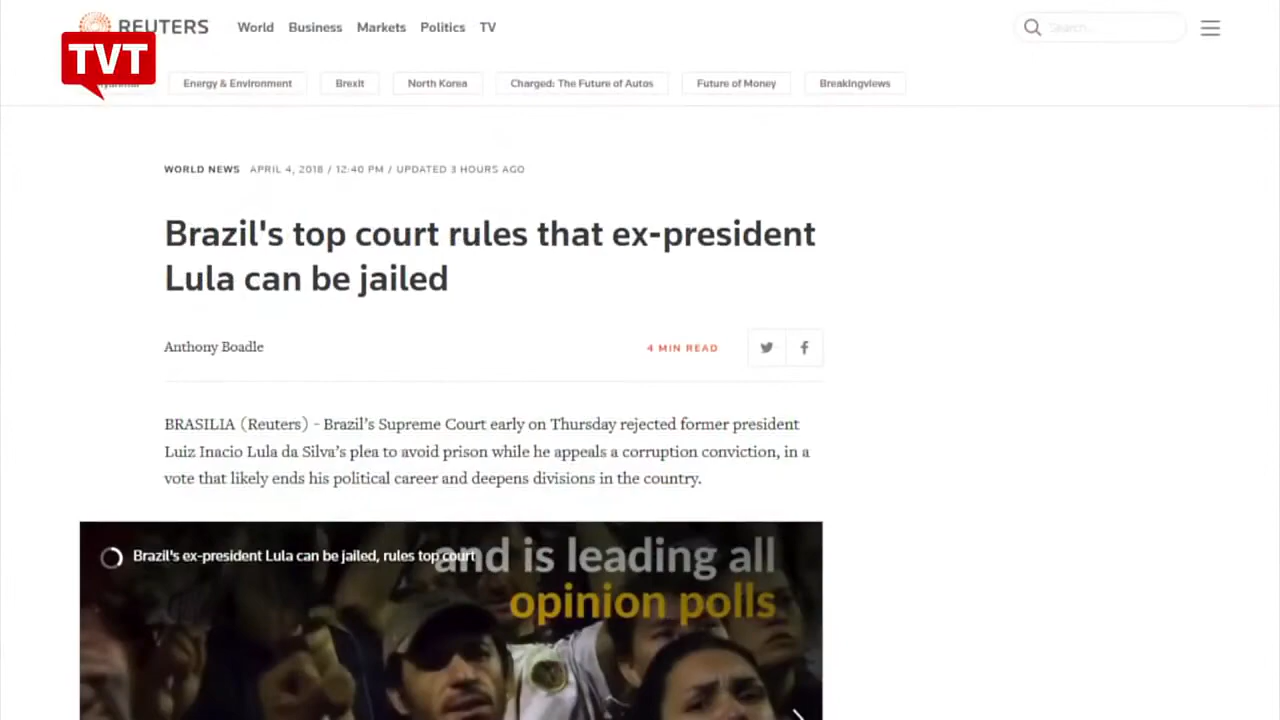 REUTERS World Business Markets Politics TV Search...
TVT
Energy & Environment Brexit North Korea Charged: The Future of Autos Future of Money Breakingviews
WORLD NEWS APRIL 4, 2018 / 12:40 PM / UPDATED 3 HOURS AGO
Brazil's top court rules that ex-president
Lula can be jailed
Anthony Boadle
4 MIN READ
BRASILIA (Reuters) - Brazil’s Supreme Court early on Thursday rejected former president
Luiz Inacio Lula da Silva’s plea to avoid prison while he appeals a corruption conviction, in a
vote that likely ends his political career and deepens divisions in the country.
Brazil's ex-president Lula can be jailed, rules top court
and is leading all
opinion polls